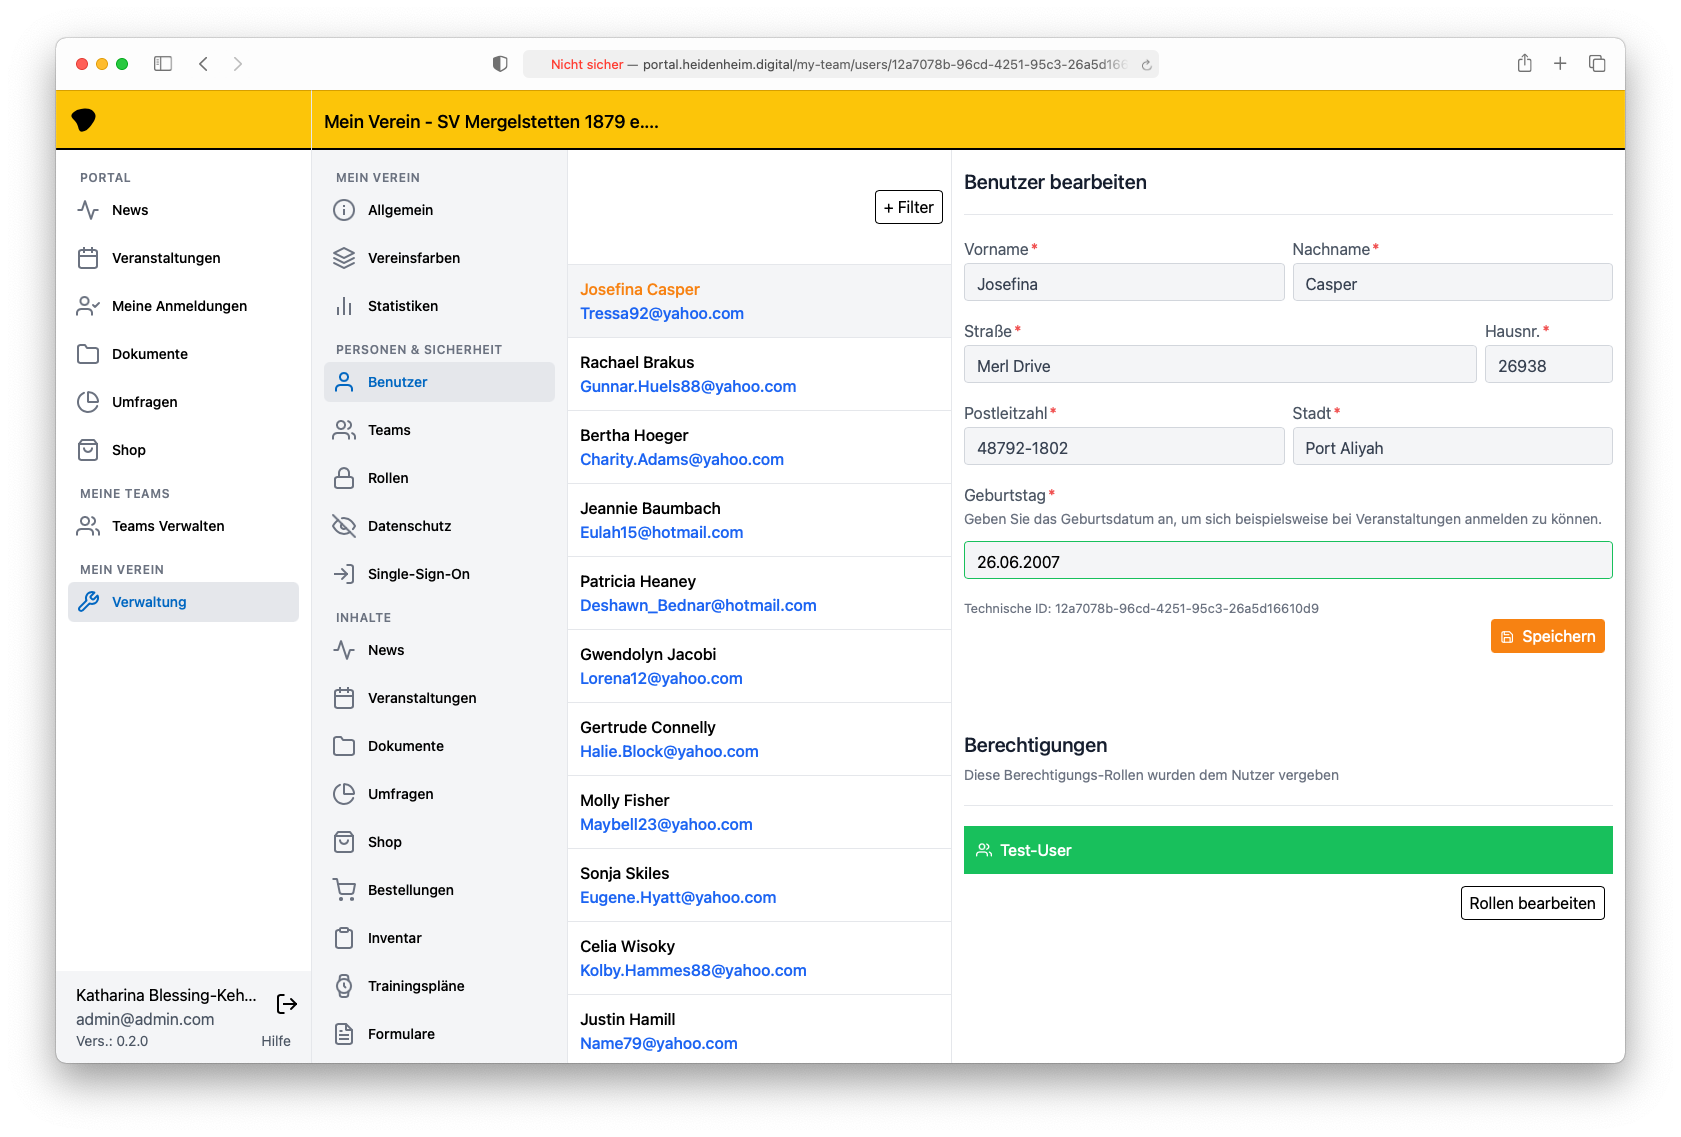 Nicht sicher — portal.heidenheim.digital/my-team/users/12a7078b-96cd-4251-95c3-26a5d166
Mein Verein - SV Mergelstetten 1879 e....
PORTAL
News
Veranstaltungen
Meine Anmeldungen
Dokumente
Umfragen
Shop
MEINE TEAMS
Teams Verwalten
MEIN VEREIN
Verwaltung
Katharina Blessing-Keh...
admin@admin.com
Vers.: 0.2.0
Hilfe
MEIN VEREIN
Allgemein
Vereinsfarben
Statistiken
PERSONEN & SICHERHEIT
Benutzer
Teams
Rollen
Datenschutz
Single-Sign-On
INHALTE
News
Veranstaltungen
Dokumente
Umfragen
Shop
Bestellungen
Inventar
Trainingspläne
Formulare
+ Filter
Josefina Casper
Tressa92@yahoo.com
Rachael Brakus
Gunnar.Huels88@yahoo.com
Bertha Hoeger
Charity.Adams@yahoo.com
Jeannie Baumbach
Eulah15@hotmail.com
Patricia Heaney
Deshawn_Bednar@hotmail.com
Gwendolyn Jacobi
Lorena12@yahoo.com
Gertrude Connelly
Halie.Block@yahoo.com
Molly Fisher
Maybell23@yahoo.com
Sonja Skiles
Eugene.Hyatt@yahoo.com
Celia Wisoky
Kolby.Hammes88@yahoo.com
Justin Hamill
Name79@yahoo.com
Benutzer bearbeiten
Vorname* Nachname*
Josefina Casper
Straße* Hausnr.*
Merl Drive 26938
Postleitzahl* Stadt*
48792-1802 Port Aliyah
Geburtstag*
Geben Sie das Geburtsdatum an, um sich beispielsweise bei Veranstaltungen anmelden zu können.
26.06.2007
Technische ID: 12a7078b-96cd-4251-95c3-26a5d16610d9
Speichern
Berechtigungen
Diese Berechtigungs-Rollen wurden dem Nutzer vergeben
Test-User
Rollen bearbeiten